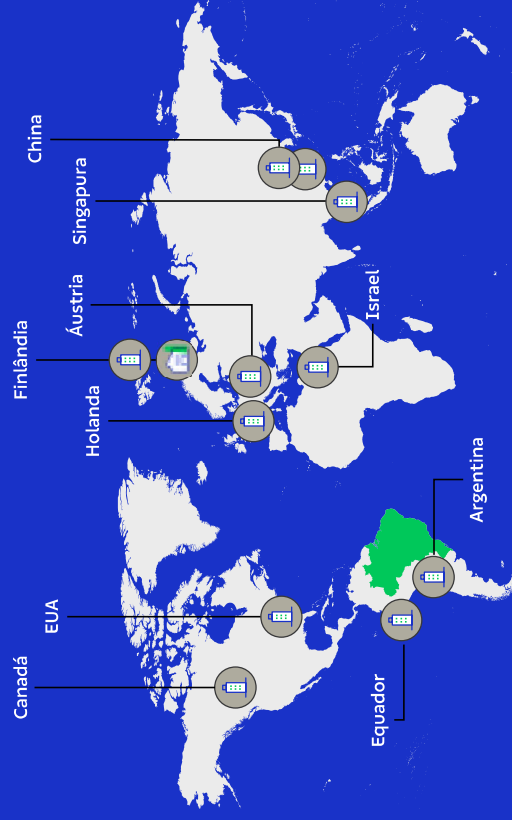 Canadá
Finlândia
China
EUA
Áustria
Singapura
Holanda
Equador
Israel
Argentina